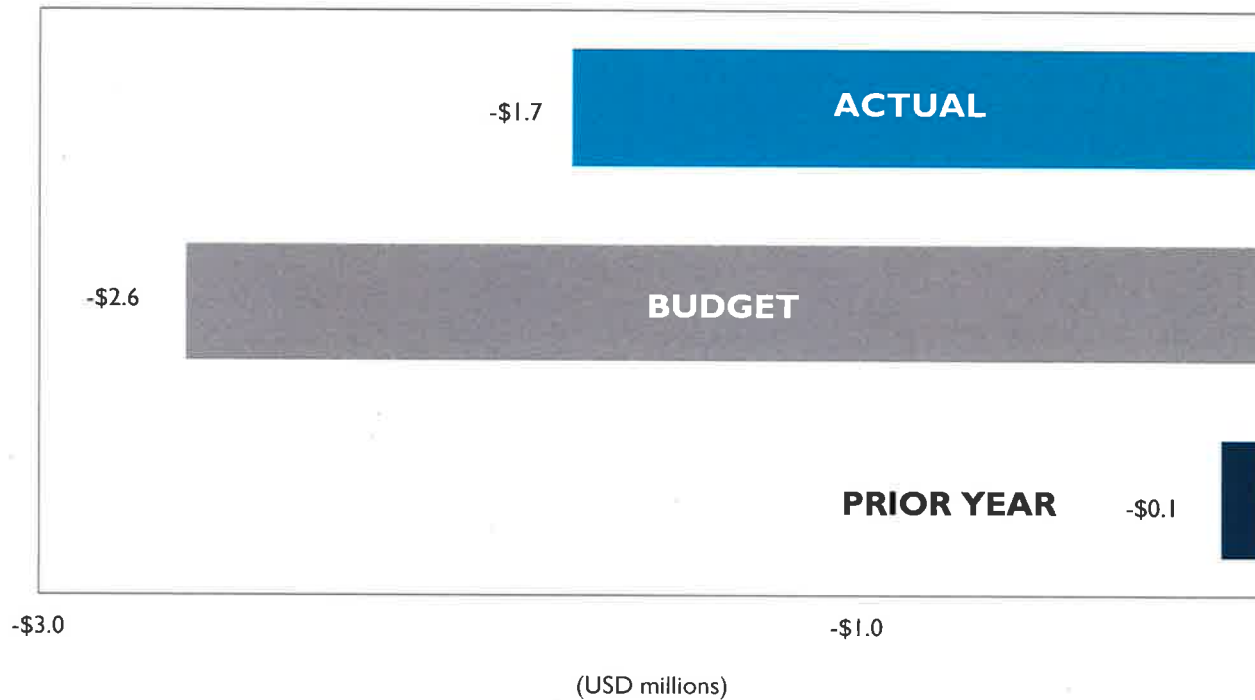 -$1.7 ACTUAL
-$2.6 BUDGET
PRIOR YEAR -$0.1
-$3.0 -$1.0
(USD millions)